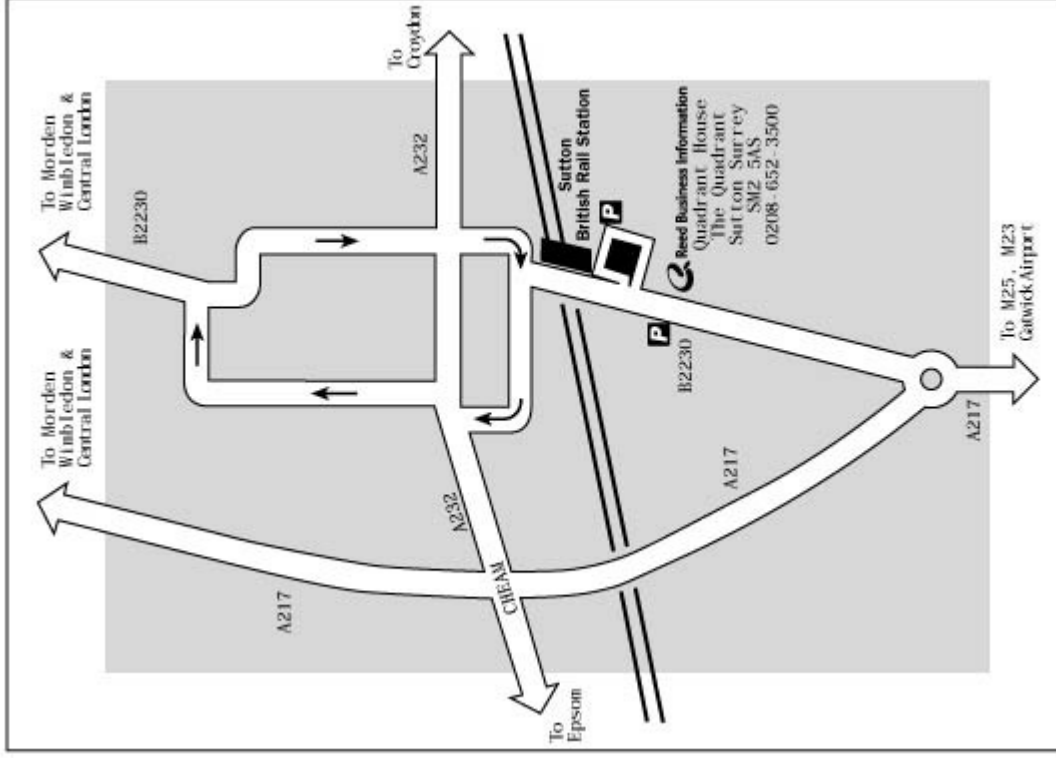 To Morden
Wimbledon &
Central London
To Morden
Wimbledon &
Central London
B2230
To
Croydon
A232
A217
A232
CHEAM
To
Epsom
Sutton
British Rail Station
P
P
Reed Business Information
Quadrant House
The Quadrant
Sutton Surrey
SM2 5AS
0208-652-3500
B2230
A217
A217
To M25, M23
Gatwick Airport